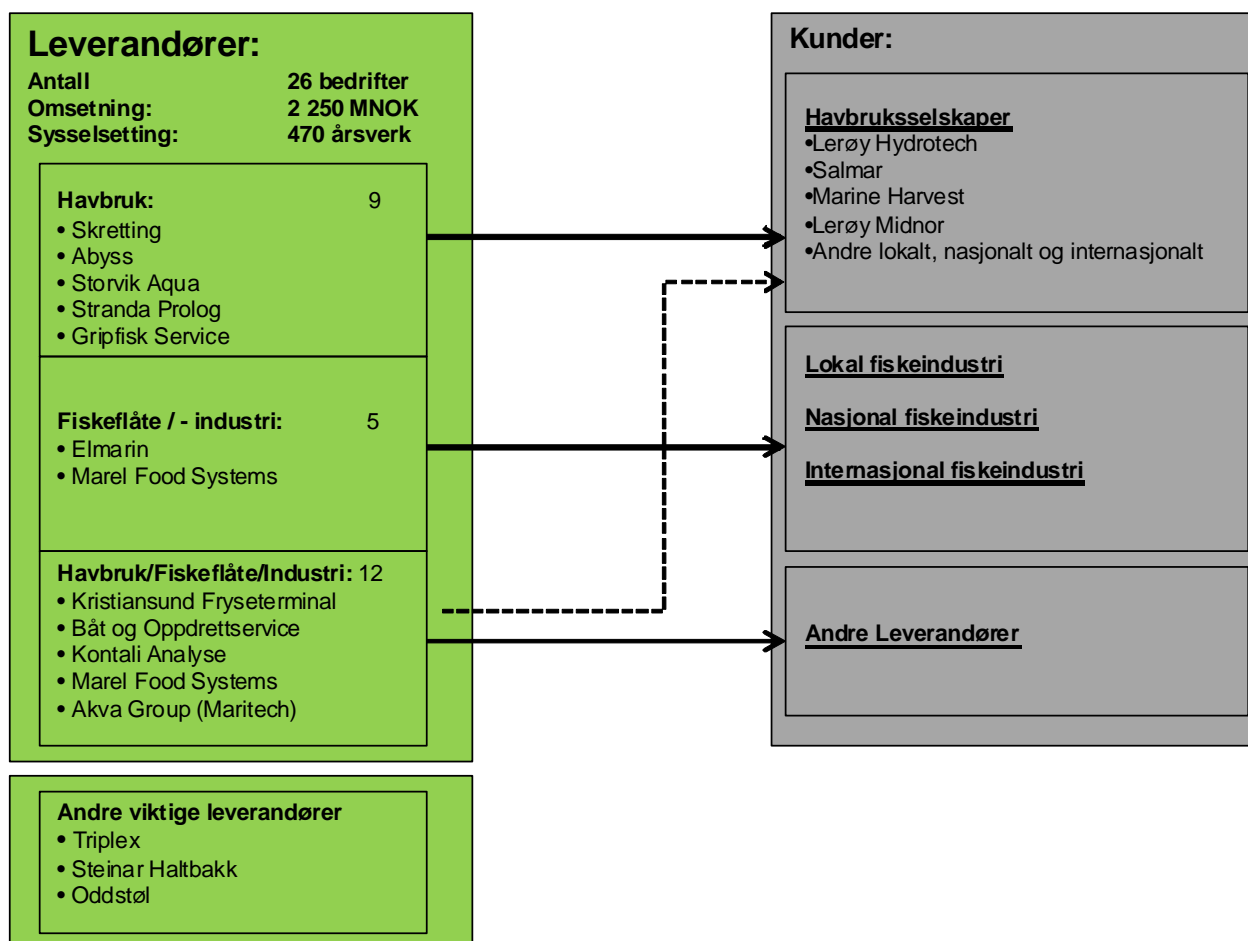 Leverandører:
Antall 26 bedrifter
Omsetning: 2 250 MNOK
Sysselsetting: 470 årsverk
Havbruk: 9
• Skretting
• Abyss
• Storvik Aqua
• Stranda Prolog
• Gripfisk Service
Fiskeflåte / - industri: 5
• Elmarin
• Marel Food Systems
Havbruk/Fiskeflåte/Industri: 12
• Kristiansund Fryseterminal
• Båt og Oppdrettservice
• Kontali Analyse
• Marel Food Systems
• Akva Group (Maritech)
Andre viktige leverandører
• Triplex
• Steinar Haltbakk
• Oddstøl
Kunder:
Havbruksselskaper
•Lerøy Hydrotech
•Salmar
•Marine Harvest
•Lerøy Midnor
•Andre lokalt, nasjonalt og internasjonalt
Lokal fiskeindustri
Nasjonal fiskeindustri
Internasjonal fiskeindustri
Andre Leverandører